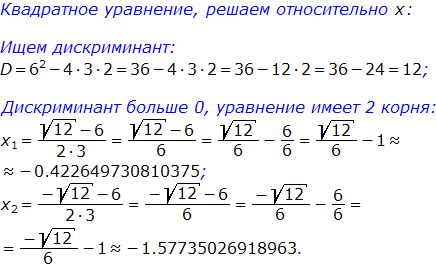 Квадратное уравнение, решаем относительно x:
Ищем дискриминант:
D=6²−4·3·2=36−4·3·2=36−12·2=36−24=12;
Дискриминант больше 0, уравнение имеет 2 корня:
x₁=(√12−6)/(2·3)=(√12−6)/6=√12/6−6/6=√12/6−1≈
≈−0.422649730810375;
x₂=(−√12−6)/(2·3)=(−√12−6)/6=−√12/6−6/6=
=−√12/6−1≈−1.57735026918963.